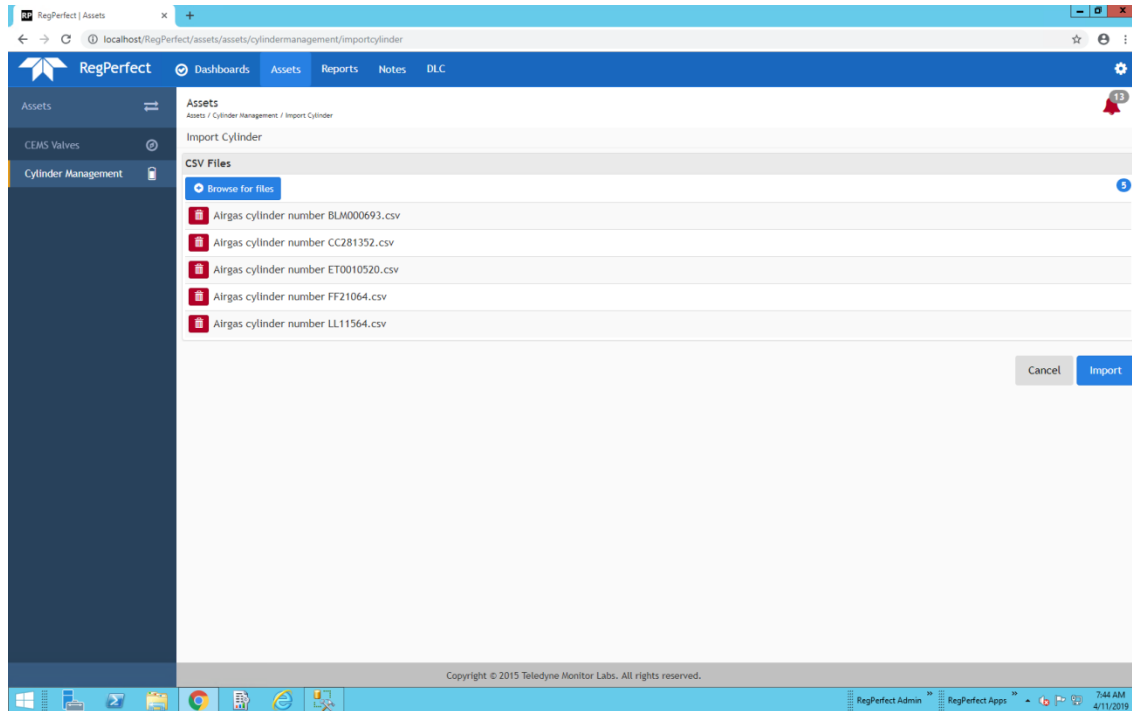 RP RegPerfect | Assets
localhost/RegPerfect/assets/assets/cylindermanagement/importcylinder
RegPerfect Dashboards Assets Reports Notes DLC
Assets
Assets
Assets / Cylinder Management / Import Cylinder
13
CEMS Valves
Cylinder Management
Import Cylinder
CSV Files
Browse for files
5
Airgas cylinder number BLM000693.csv
Airgas cylinder number CC281352.csv
Airgas cylinder number ET0010520.csv
Airgas cylinder number FF21064.csv
Airgas cylinder number LL11564.csv
Cancel Import
Copyright © 2015 Teledyne Monitor Labs. All rights reserved.
RegPerfect Admin » RegPerfect Apps »
7:44 AM
4/11/2019